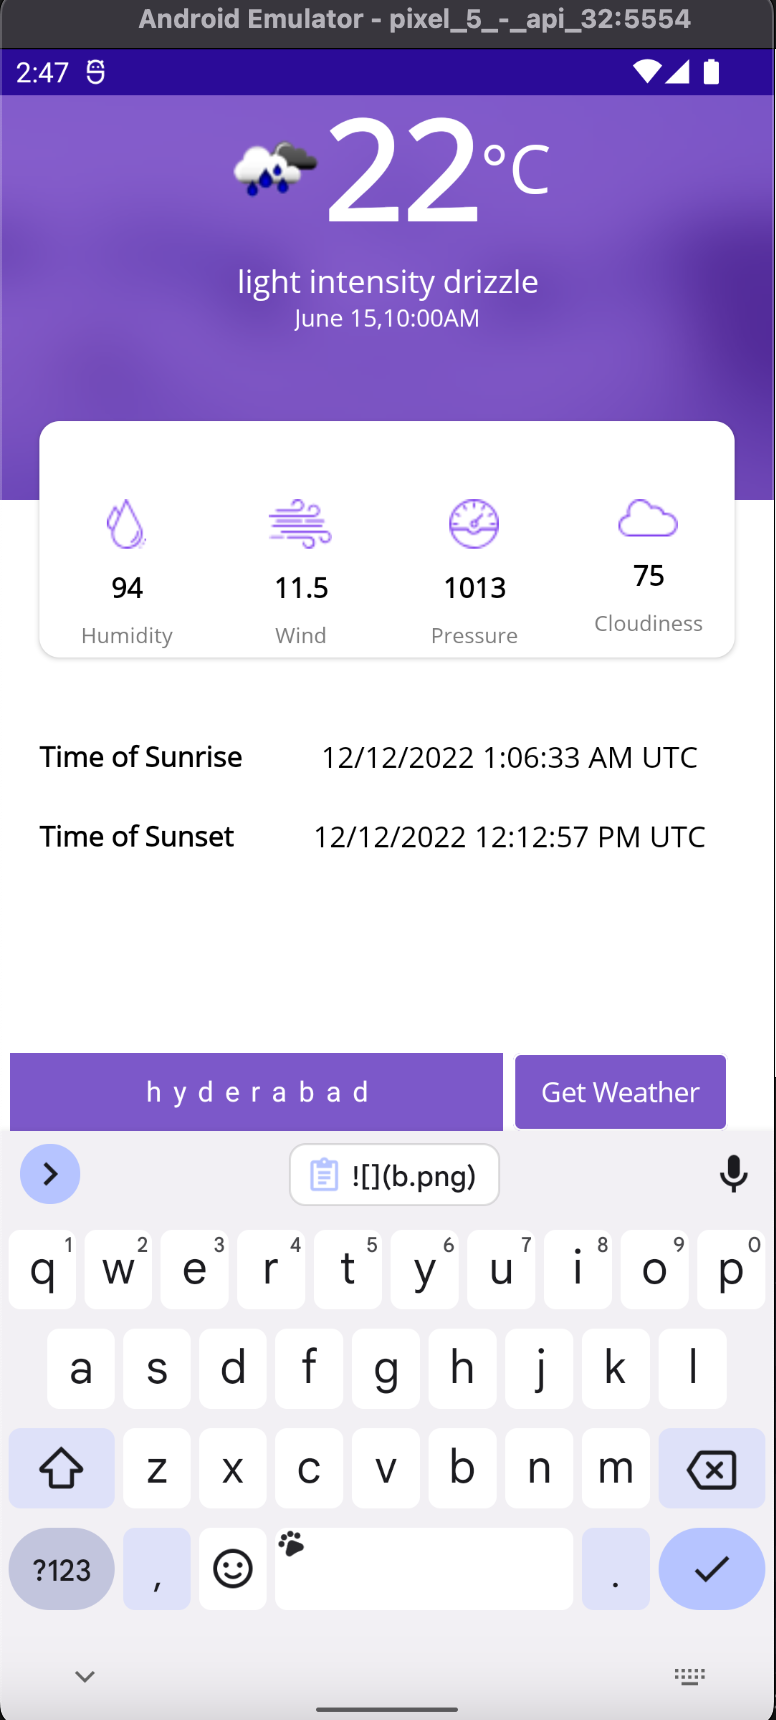 Android Emulator - pixel_5_-_api_32:5554
2:47
22°C
light intensity drizzle
June 15,10:00AM
94 11.5 1013 75
Humidity Wind Pressure Cloudiness
Time of Sunrise 12/12/2022 1:06:33 AM UTC
Time of Sunset 12/12/2022 12:12:57 PM UTC
hyderabad Get Weather
![](b.png)
1 2 3 4 5 6 7 8 9 0
q w e r t y u i o p
a s d f g h j k l
z x c v b n m
?123 , .